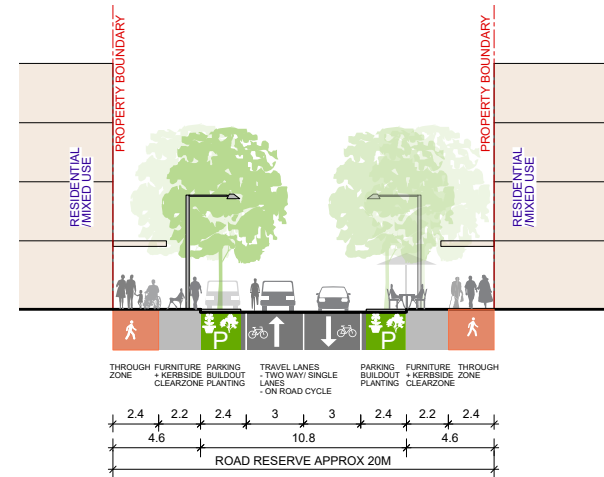 PROPERTY BOUNDARY
PROPERTY BOUNDARY
RESIDENTIAL
/MIXED USE
RESIDENTIAL
/MIXED USE
P
P
THROUGH
ZONE
FURNITURE
+ KERBSIDE
CLEARZONE
PARKING
BUILDOUT
PLANTING
TRAVEL LANES
- TWO WAY/ SINGLE
LANES
- ON ROAD CYCLE
PARKING
BUILDOUT
PLANTING
FURNITURE
+ KERBSIDE
CLEARZONE
THROUGH
ZONE
2.4 2.2 2.4 3 3 2.4 2.2 2.4
4.6 10.8 4.6
ROAD RESERVE APPROX 20M